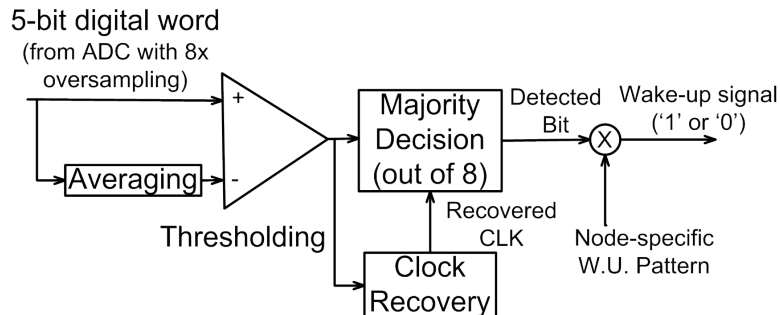 5-bit digital word
(from ADC with 8x
oversampling)
+
-
Averaging
Thresholding
Majority
Decision
(out of 8)
Recovered
CLK
Clock
Recovery
Detected
Bit
X
Wake-up signal
(‘1’ or ‘0’)
Node-specific
W.U. Pattern